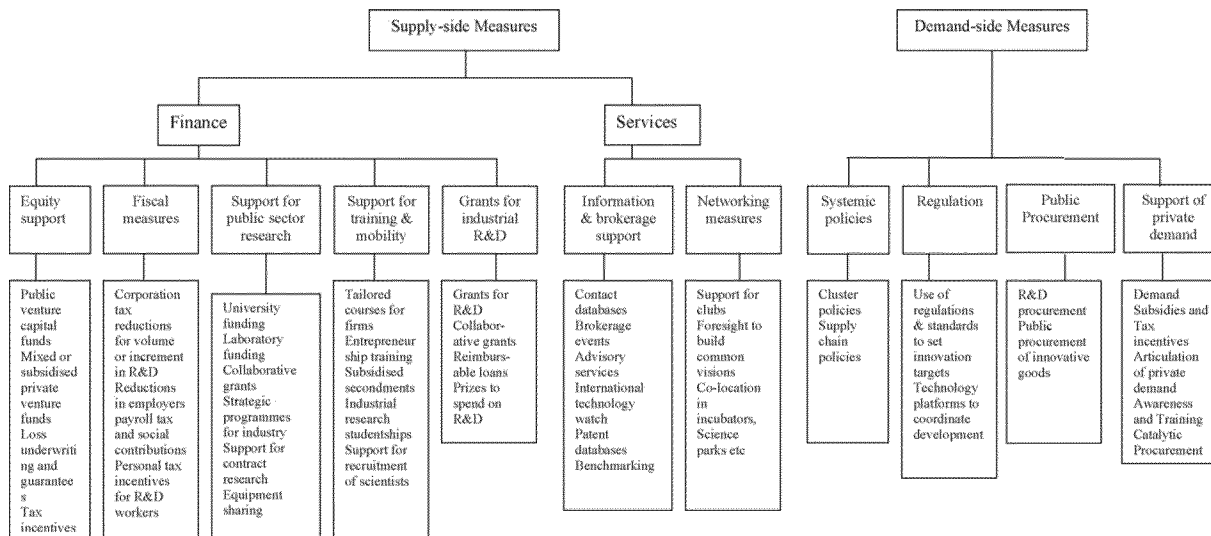 Supply-side Measures
Demand-side Measures
Finance
Services
Equity
support
Fiscal
measures
Support for
public sector
research
Support for
training &
mobility
Grants for
industrial
R&D
Information
& brokerage
support
Networking
measures
Systemic
policies
Regulation
Public
Procurement
Support of
private
demand
Public
venture
capital
funds
Mixed or
subsidised
private
venture
funds
Loss
underwriti
ng and
guarantee
s
Tax
incentives
Corporation
tax
reductions
for volume
or increment
in R&D
Reductions
in employers
payroll tax
and social
contributions
Personal tax
incentives
for R&D
workers
University
funding
Laboratory
funding
Collaborative
grants
Strategic
programmes
for industry
Support for
contract
research
Equipment
sharing
Tailored
courses for
firms
Entrepreneur
ship training
Subsidised
secondments
Industrial
research
studentships
Support for
recruitment
of scientists
Grants for
R&D
Collabor-
ative grants
Reimburs-
able loans
Prizes to
spend on
R&D
Contact
databases
Brokerage
events
Advisory
services
International
technology
watch
Patent
databases
Benchmarking
Support for
clubs
Foresight to
build
common
visions
Co-location
in
incubators,
Science
parks etc
Cluster
policies
Supply
chain
policies
Use of
regulations
& standards
to set
innovation
targets
Technology
platforms to
coordinate
development
R&D
procurement
Public
procurement
of innovative
goods
Demand
Subsidies and
Tax
incentives
Articulation
of private
demand
Awareness
and Training
Catalytic
Procurement